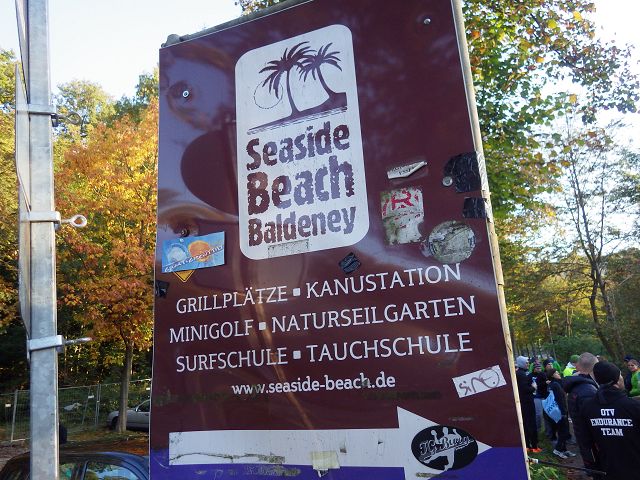 Seaside
Beach
Baldeney
GRILLPLÄTZE ▪ KANUSTATION
MINIGOLF ▪ NATURSEILGARTEN
SURFSCHULE ▪ TAUCHSCHULE
www.seaside-beach.de
OTV
ENDURANCE
TEAM